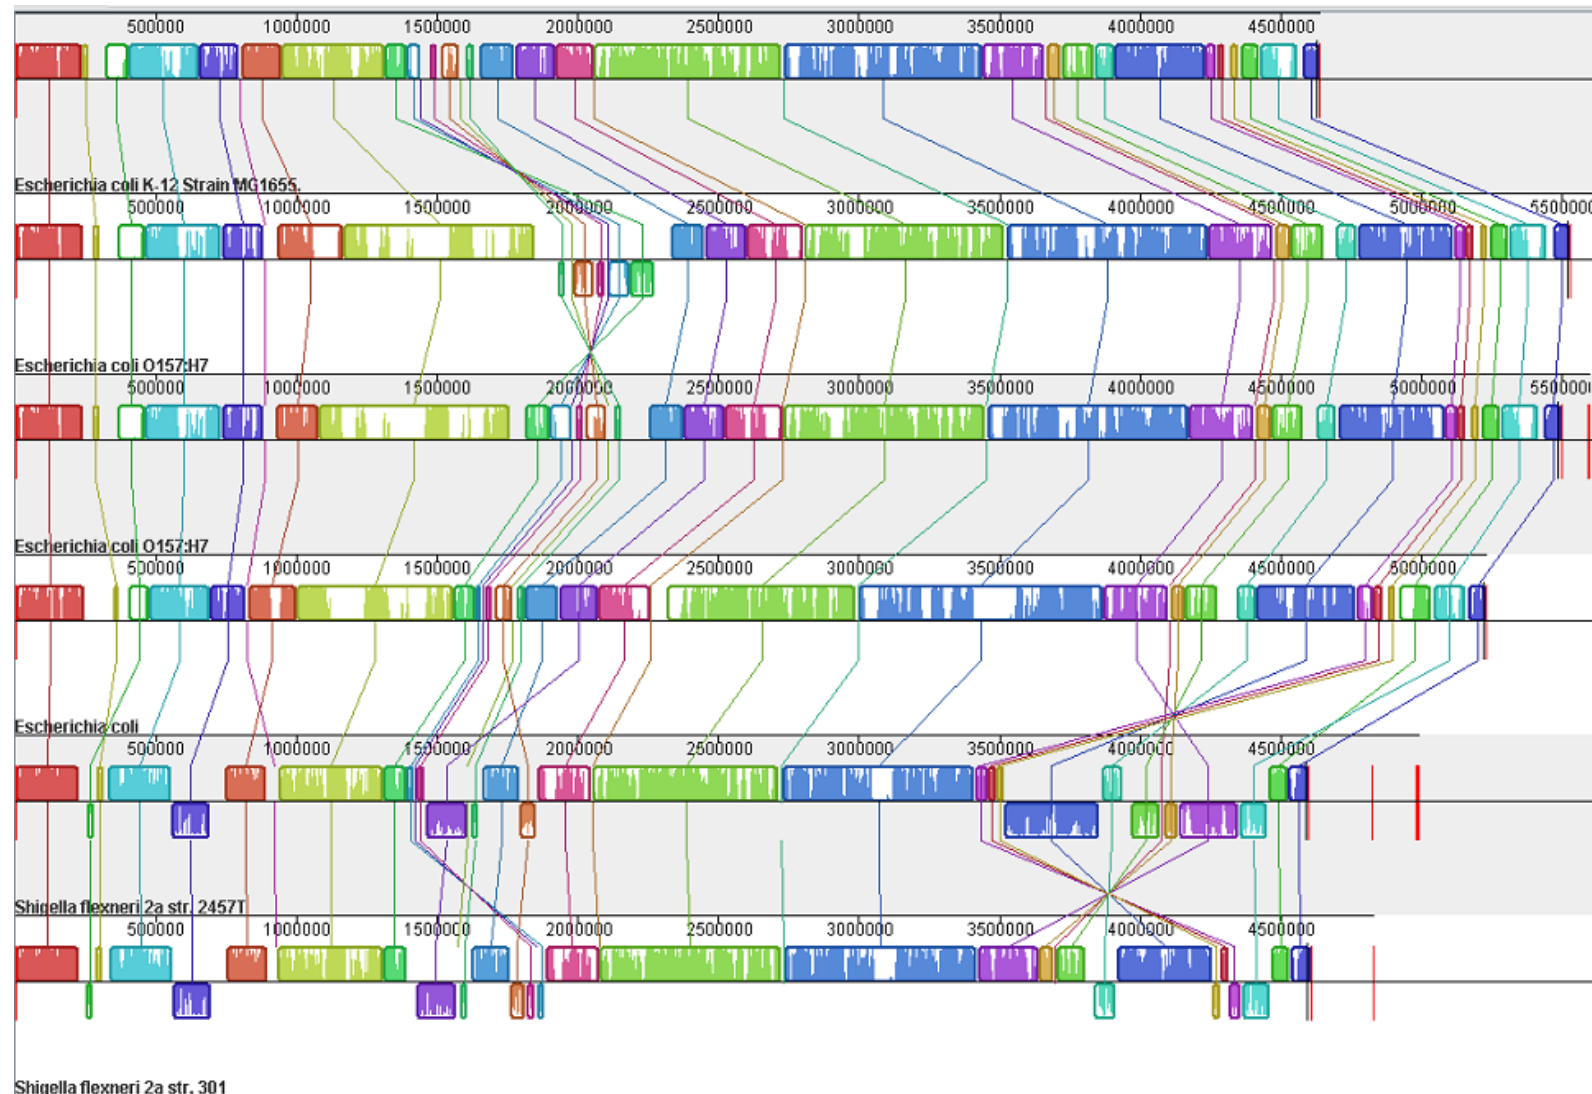 500000 1000000 1500000 2000000 2500000 3000000 3500000 4000000 4500000
Escherichia coli K-12 Strain MG1655.
500000 1000000 1500000 2000000 2500000 3000000 3500000 4000000 4500000 5000000 5500000
Escherichia coli O157:H7
500000 1000000 1500000 2000000 2500000 3000000 3500000 4000000 4500000 5000000 5500000
Escherichia coli O157:H7
500000 1000000 1500000 2000000 2500000 3000000 3500000 4000000 4500000 5000000
Escherichia coli
500000 1000000 1500000 2000000 2500000 3000000 3500000 4000000 4500000
Shigella flexneri 2a str. 2457T
500000 1000000 1500000 2000000 2500000 3000000 3500000 4000000 4500000
Shigella flexneri 2a str. 301